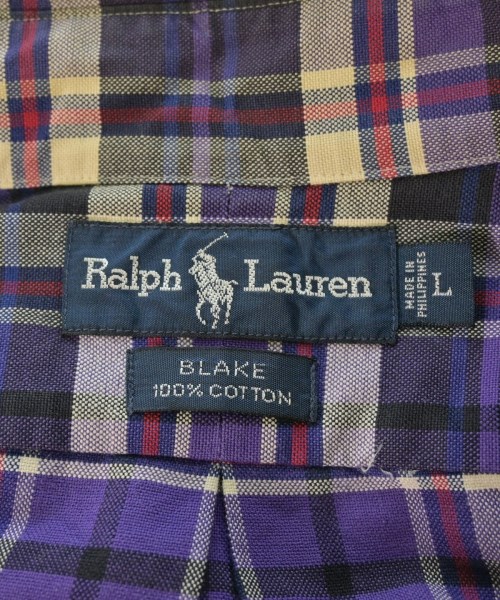 Ralph Lauren
MADE IN
PHILIPPINES
L
BLAKE
100% COTTON